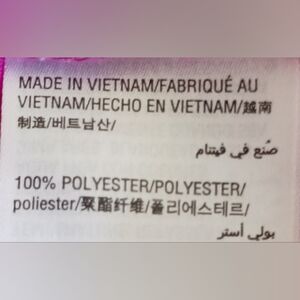 MADE IN VIETNAM/FABRIQUÉ AU
VIETNAM/HECHO EN VIETNAM/越南
制造/베트남산/
صُنع في فيتنام
100% POLYESTER/POLYESTER/
poliester/聚酯纤维/폴리에스테르/
بولي أستر